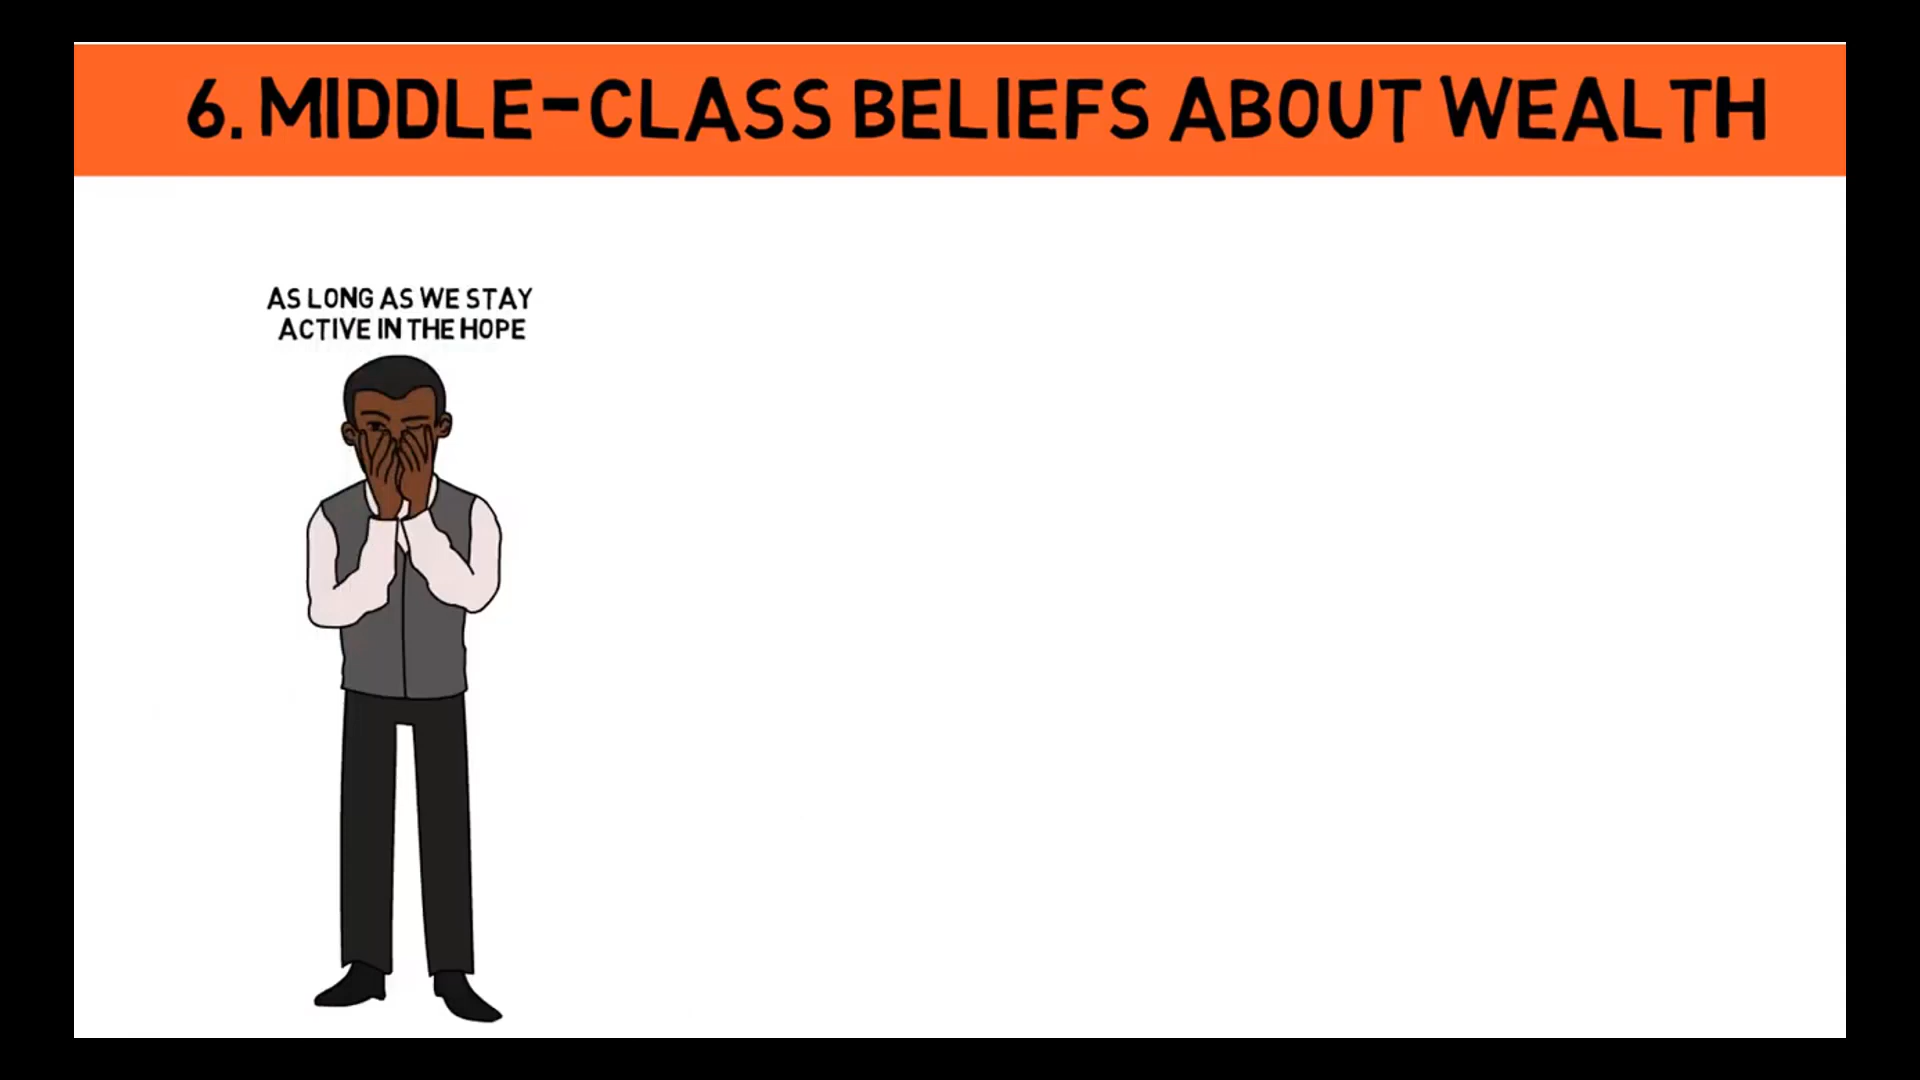 6. MIDDLE-CLASS BELIEFS ABOUT WEALTH
AS LONG AS WE STAY
ACTIVE IN THE HOPE